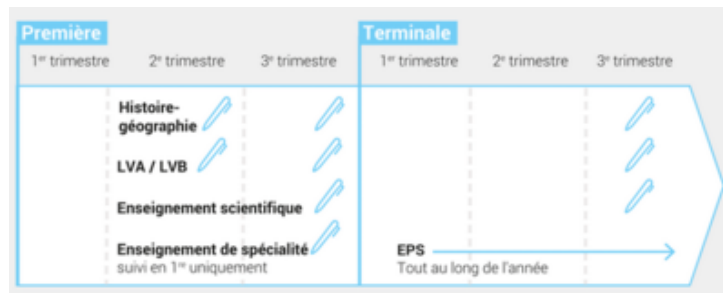 Première
Terminale
1er trimestre 2e trimestre 3e trimestre 1er trimestre 2e trimestre 3e trimestre
Histoire-
géographie
LVA / LVB
Enseignement scientifique
Enseignement de spécialité
suivi en 1re uniquement
EPS
Tout au long de l'année